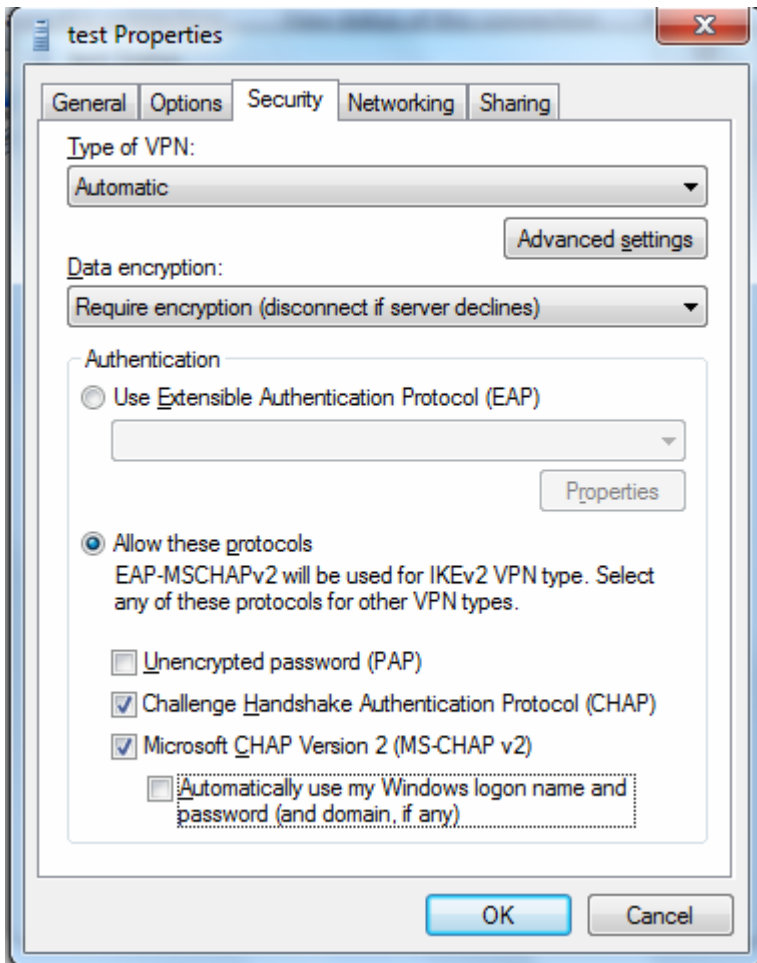 test Properties
General Options Security Networking Sharing
Type of VPN:
Automatic
Advanced settings
Data encryption:
Require encryption (disconnect if server declines)
Authentication
Use Extensible Authentication Protocol (EAP)
Properties
Allow these protocols
EAP-MSCHAPv2 will be used for IKEv2 VPN type. Select
any of these protocols for other VPN types.
Unencrypted password (PAP)
Challenge Handshake Authentication Protocol (CHAP)
Microsoft CHAP Version 2 (MS-CHAP v2)
Automatically use my Windows logon name and
password (and domain, if any)
OK Cancel